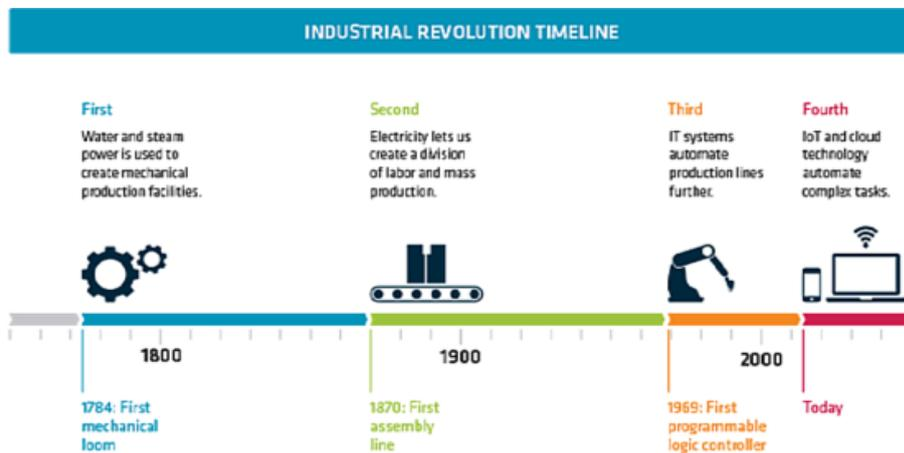 INDUSTRIAL REVOLUTION TIMELINE
First
Water and steam
power is used to
create mechanical
production facilities.
Second
Electricity lets us
create a division
of labor and mass
production.
Third
IT systems
automate
production lines
further.
Fourth
IoT and cloud
technology
automate
complex tasks.
1800
1900
2000
1784: First
mechanical
loom
1870: First
assembly
line
1969: First
programmable
logic controller
Today